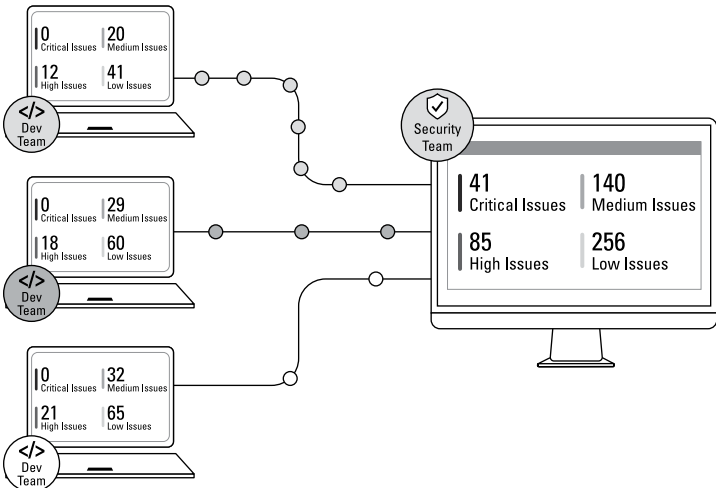 0
Critical Issues
20
Medium Issues
12
High Issues
41
Low Issues
</>
Dev
Team
0
Critical Issues
29
Medium Issues
18
High Issues
60
Low Issues
</>
Dev
Team
0
Critical Issues
32
Medium Issues
21
High Issues
65
Low Issues
</>
Dev
Team
Security
Team
41
Critical Issues
140
Medium Issues
85
High Issues
256
Low Issues